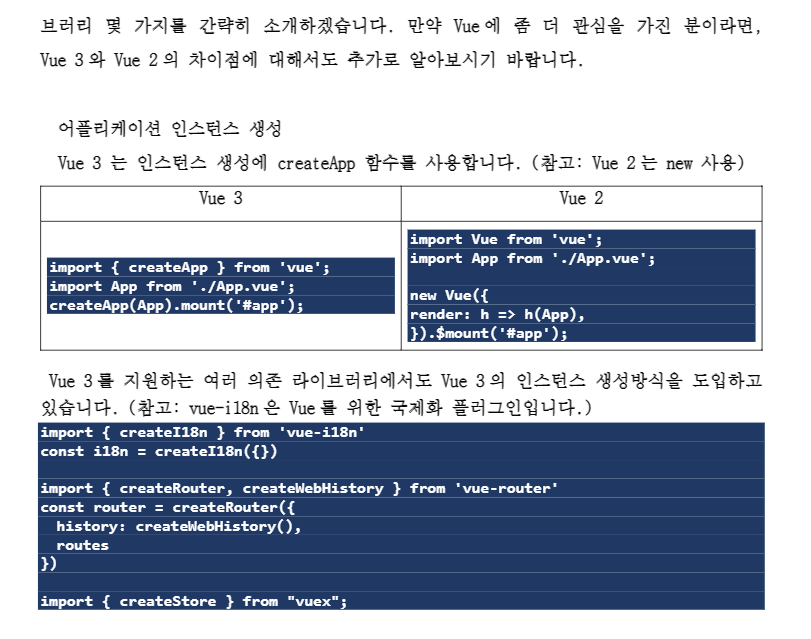 브러리 몇 가지를 간략히 소개하겠습니다. 만약 Vue에 좀 더 관심을 가진 분이라면,
Vue 3와 Vue 2의 차이점에 대해서도 추가로 알아보시기 바랍니다.
어플리케이션 인스턴스 생성
Vue 3 는 인스턴스 생성에 createApp 함수를 사용합니다. (참고: Vue 2는 new 사용)
Vue 3
Vue 2
import { createApp } from 'vue';
import App from './App.vue';
createApp(App).mount('#app');
import Vue from 'vue';
import App from './App.vue';
new Vue({
render: h => h(App),
}).$mount('#app');
Vue 3를 지원하는 여러 의존 라이브러리에서도 Vue 3의 인스턴스 생성방식을 도입하고
있습니다. (참고: vue-i18n은 Vue를 위한 국제화 플러그인입니다.)
import { createI18n } from 'vue-i18n'
const i18n = createI18n({})
import { createRouter, createWebHistory } from 'vue-router'
const router = createRouter({
  history: createWebHistory(),
  routes
})
import { createStore } from "vuex";